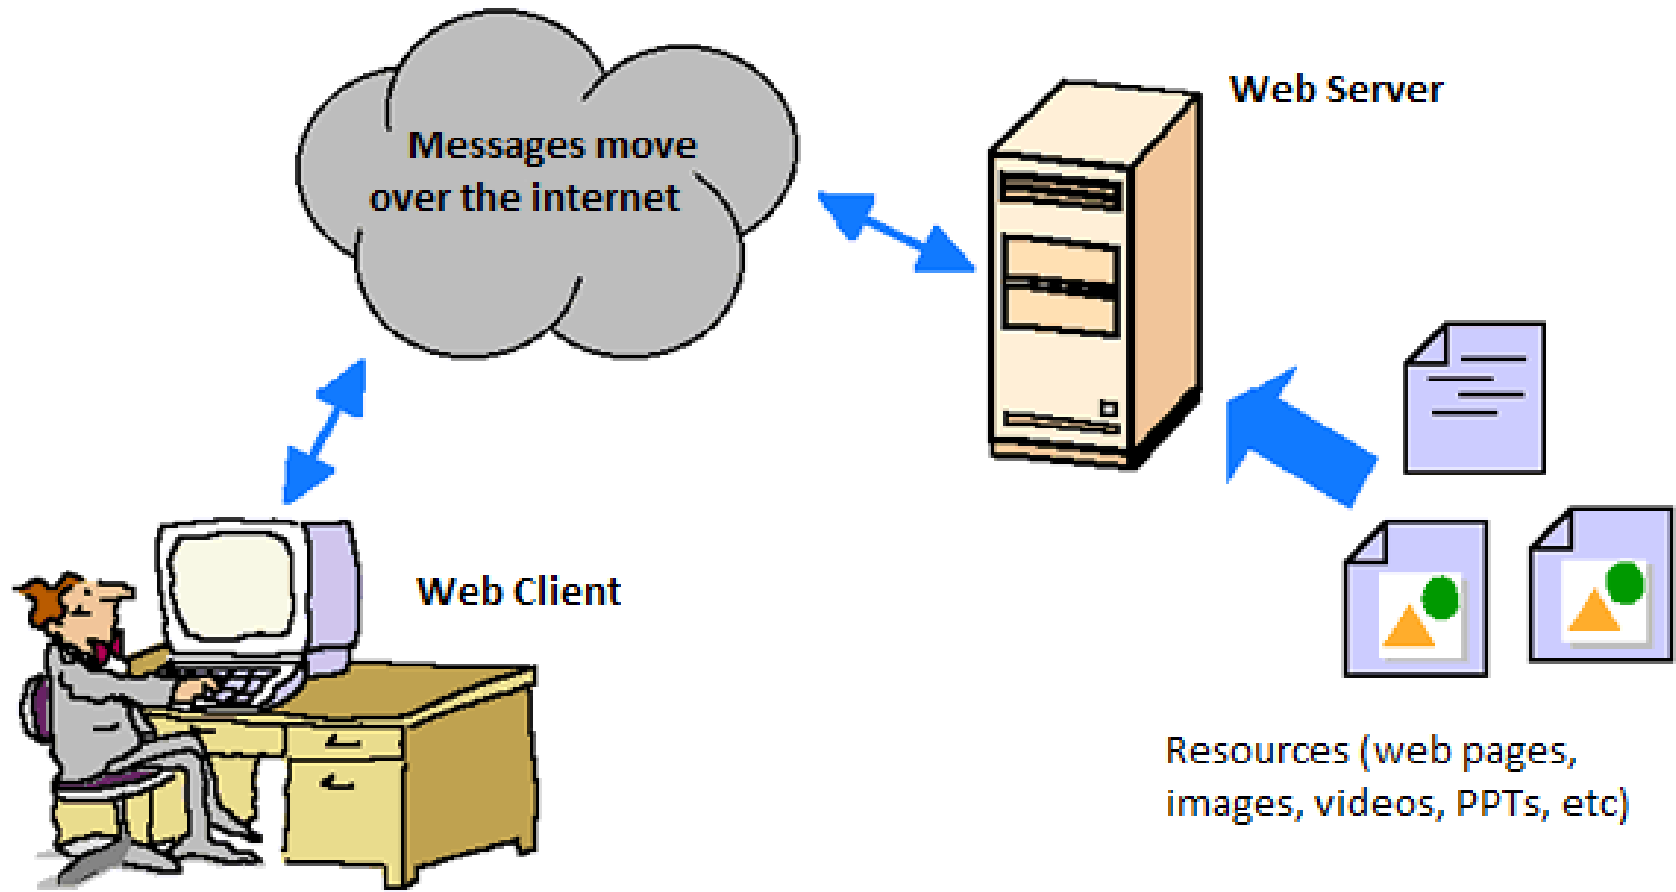 Messages move
over the internet
Web Server
Web Client
Resources (web pages,
images, videos, PPTs, etc)